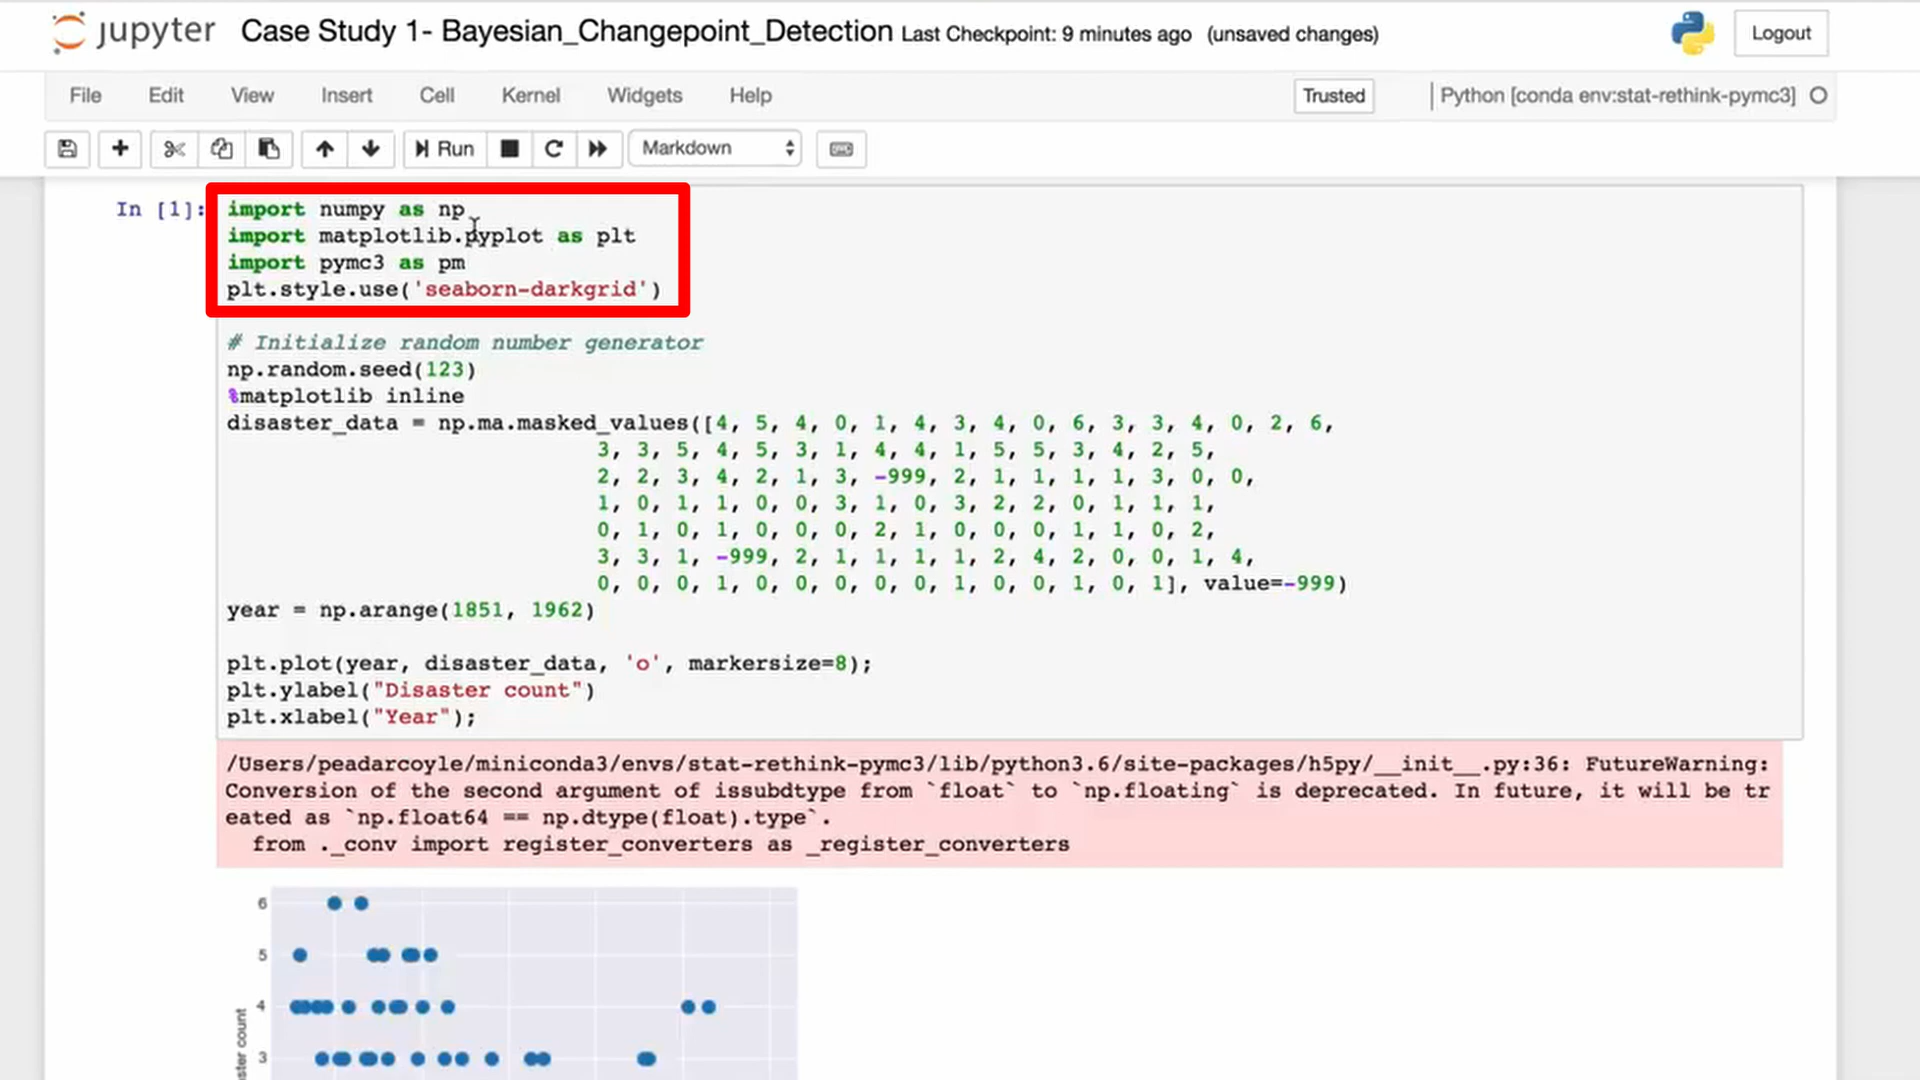 jupyter Case Study 1- Bayesian_Changepoint_Detection Last Checkpoint: 9 minutes ago (unsaved changes) Logout
File Edit View Insert Cell Kernel Widgets Help Trusted Python [conda env:stat-rethink-pymc3]
Run Markdown
In [1]: import numpy as np
import matplotlib.pyplot as plt
import pymc3 as pm
plt.style.use('seaborn-darkgrid')
# Initialize random number generator
np.random.seed(123)
%matplotlib inline
disaster_data = np.ma.masked_values([4, 5, 4, 0, 1, 4, 3, 4, 0, 6, 3, 3, 4, 0, 2, 6,
3, 3, 5, 4, 5, 3, 1, 4, 4, 1, 5, 5, 3, 4, 2, 5,
2, 2, 3, 4, 2, 1, 3, -999, 2, 1, 1, 1, 1, 3, 0, 0,
1, 0, 1, 1, 0, 0, 3, 1, 0, 3, 2, 2, 0, 1, 1, 1,
0, 1, 0, 1, 0, 0, 0, 2, 1, 0, 0, 0, 1, 1, 0, 2,
3, 3, 1, -999, 2, 1, 1, 1, 1, 2, 4, 2, 0, 0, 1, 4,
0, 0, 0, 1, 0, 0, 0, 0, 0, 1, 0, 0, 1, 0, 1], value=-999)
year = np.arange(1851, 1962)
plt.plot(year, disaster_data, 'o', markersize=8);
plt.ylabel("Disaster count")
plt.xlabel("Year");
/Users/peadarcoyle/miniconda3/envs/stat-rethink-pymc3/lib/python3.6/site-packages/h5py/__init__.py:36: FutureWarning:
Conversion of the second argument of issubdtype from `float` to `np.floating` is deprecated. In future, it will be tr
eated as `np.float64 == np.dtype(float).type`.
from ._conv import register_converters as _register_converters
6
5
4
3
ster count